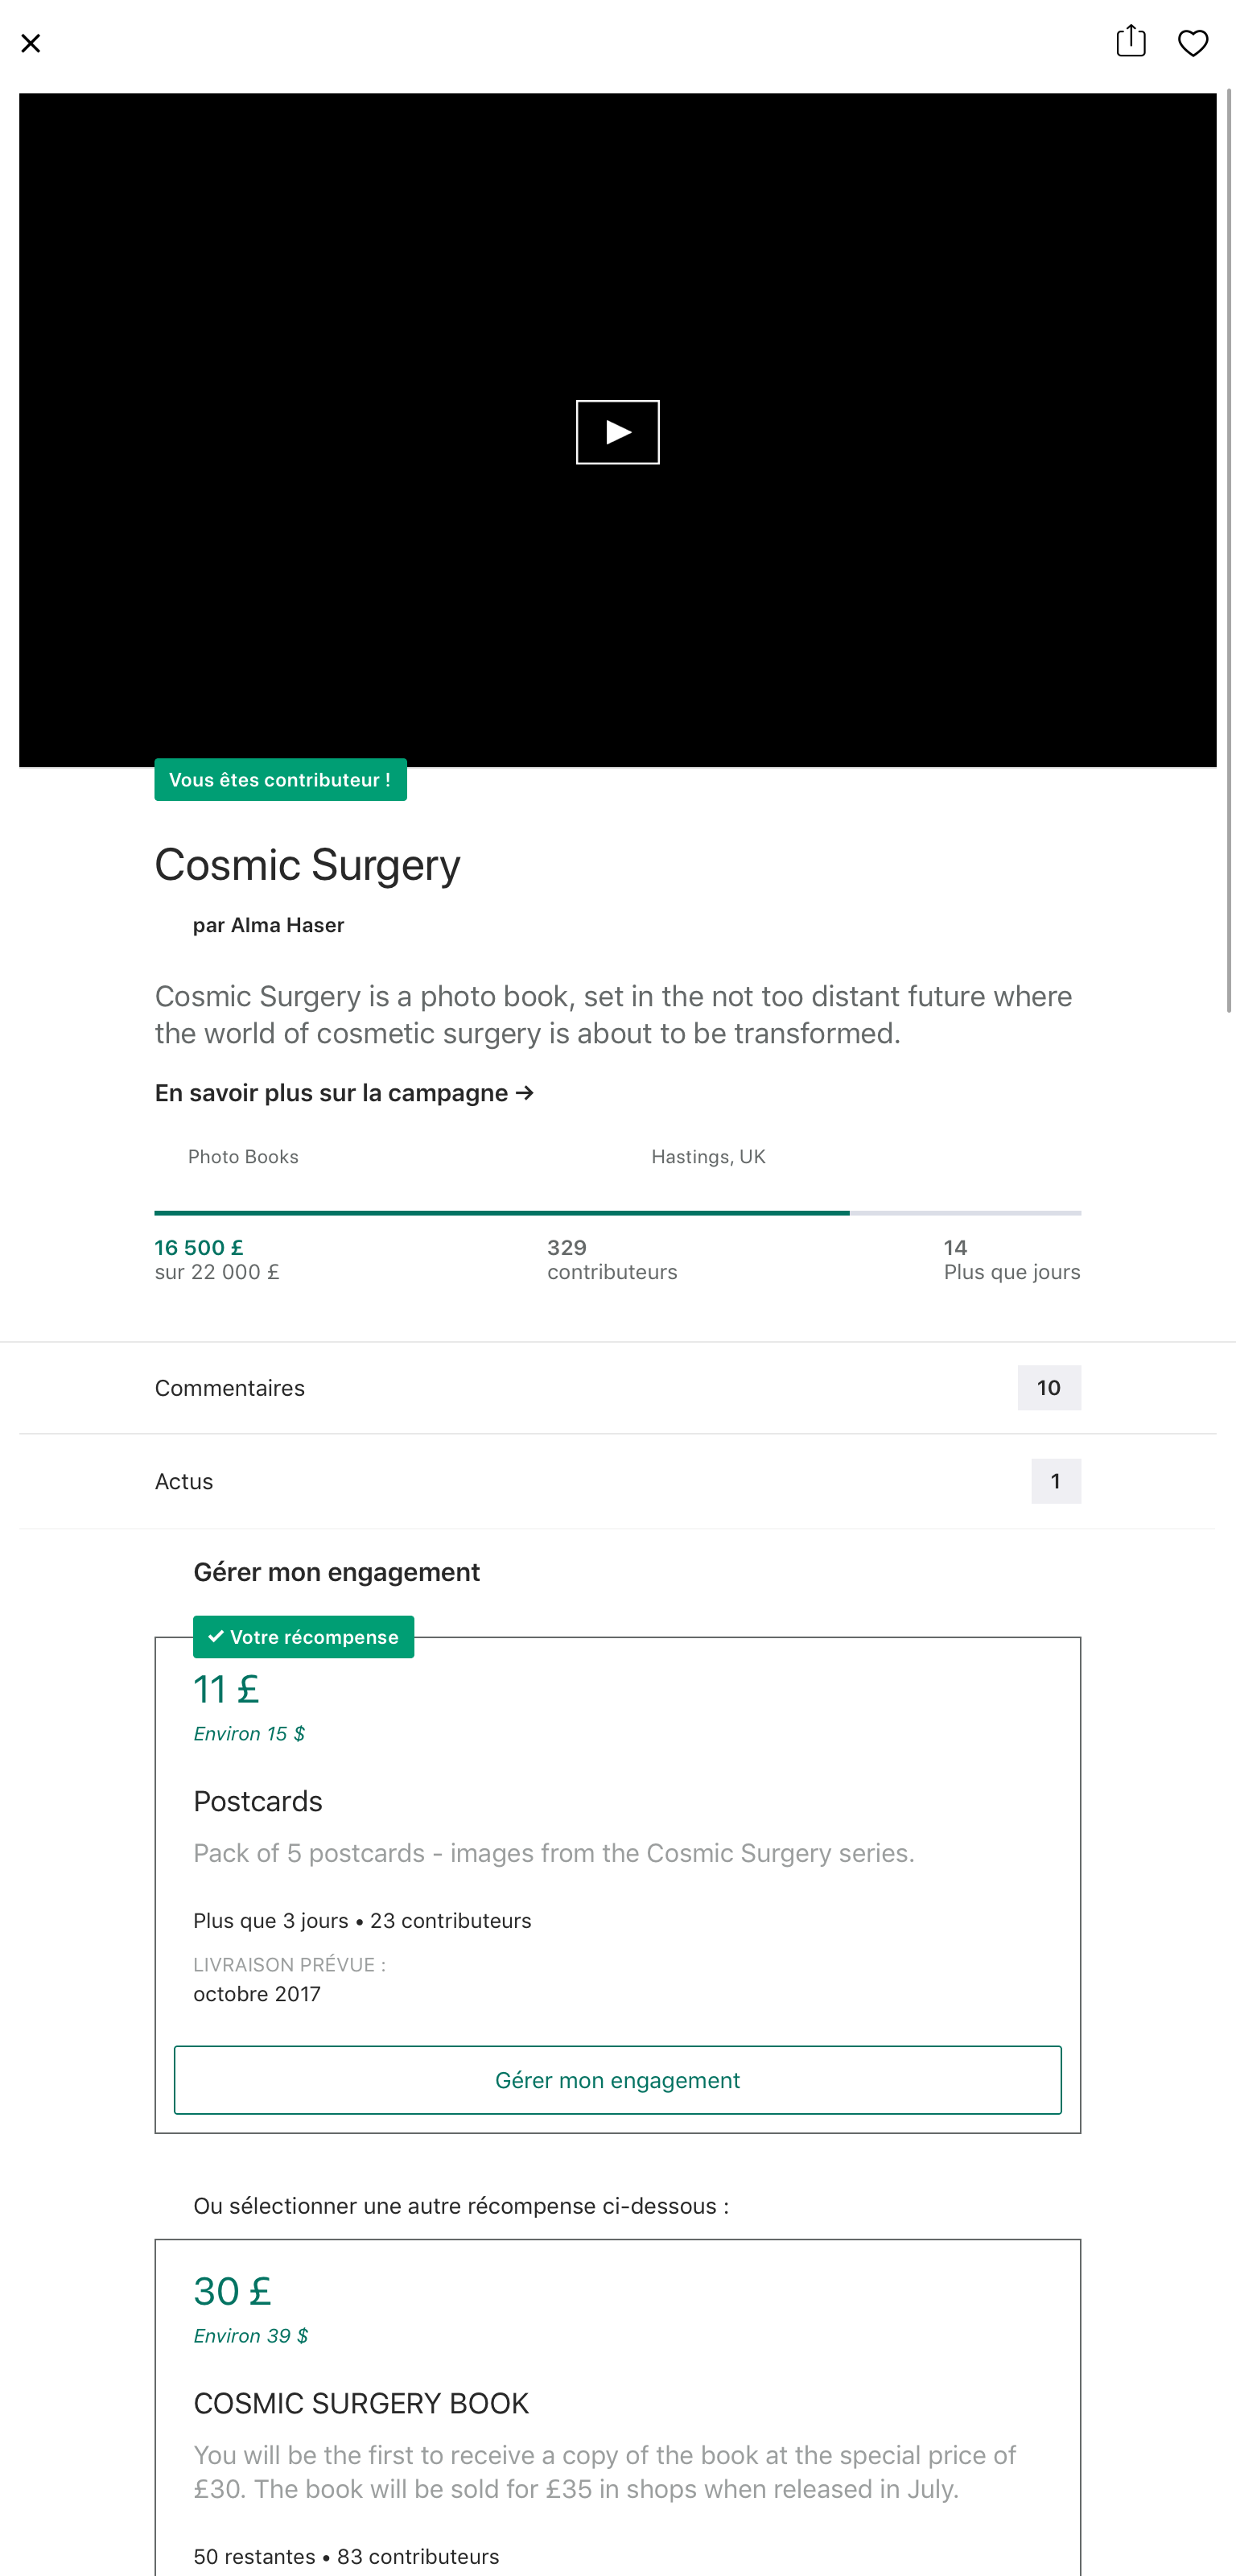 Vous êtes contributeur !
Cosmic Surgery
par Alma Haser
Cosmic Surgery is a photo book, set in the not too distant future where
the world of cosmetic surgery is about to be transformed.
En savoir plus sur la campagne →
Photo Books
Hastings, UK
16 500 £
sur 22 000 £
329
contributeurs
14
Plus que jours
Commentaires
10
Actus
1
Gérer mon engagement
✓ Votre récompense
11 £
Environ 15 $
Postcards
Pack of 5 postcards - images from the Cosmic Surgery series.
Plus que 3 jours • 23 contributeurs
LIVRAISON PRÉVUE :
octobre 2017
Gérer mon engagement
Ou sélectionner une autre récompense ci-dessous :
30 £
Environ 39 $
COSMIC SURGERY BOOK
You will be the first to receive a copy of the book at the special price of
£30. The book will be sold for £35 in shops when released in July.
50 restantes • 83 contributeurs